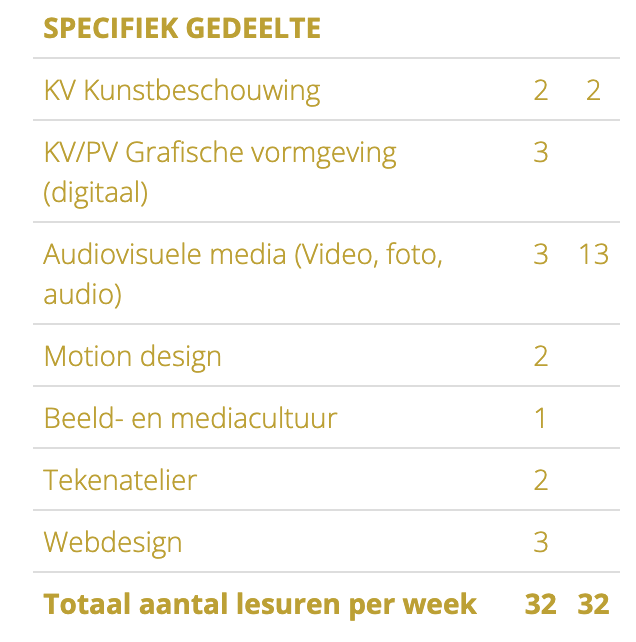 SPECIFIEK GEDEELTE
KV Kunstbeschouwing 2 2
KV/PV Grafische vormgeving 3
(digitaal)
Audiovisuele media (Video, foto, 3 13
audio)
Motion design 2
Beeld- en mediacultuur 1
Tekenatelier 2
Webdesign 3
Totaal aantal lesuren per week 32 32